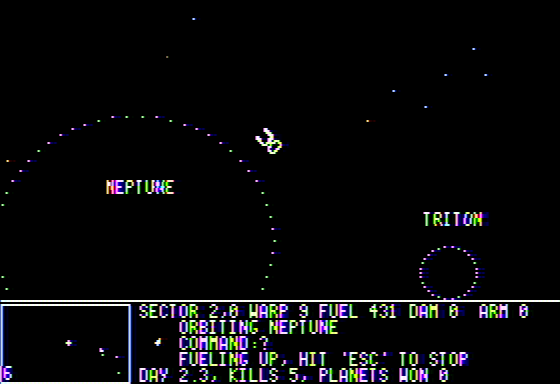 NEPTUNE
TRITON
SECTOR 2,0 WARP 9 FUEL 431 DAM 0 ARM 0
ORBITING NEPTUNE
COMMAND:?
FUELING UP, HIT 'ESC' TO STOP
6
DAY 2.3, KILLS 5, PLANETS WON 0